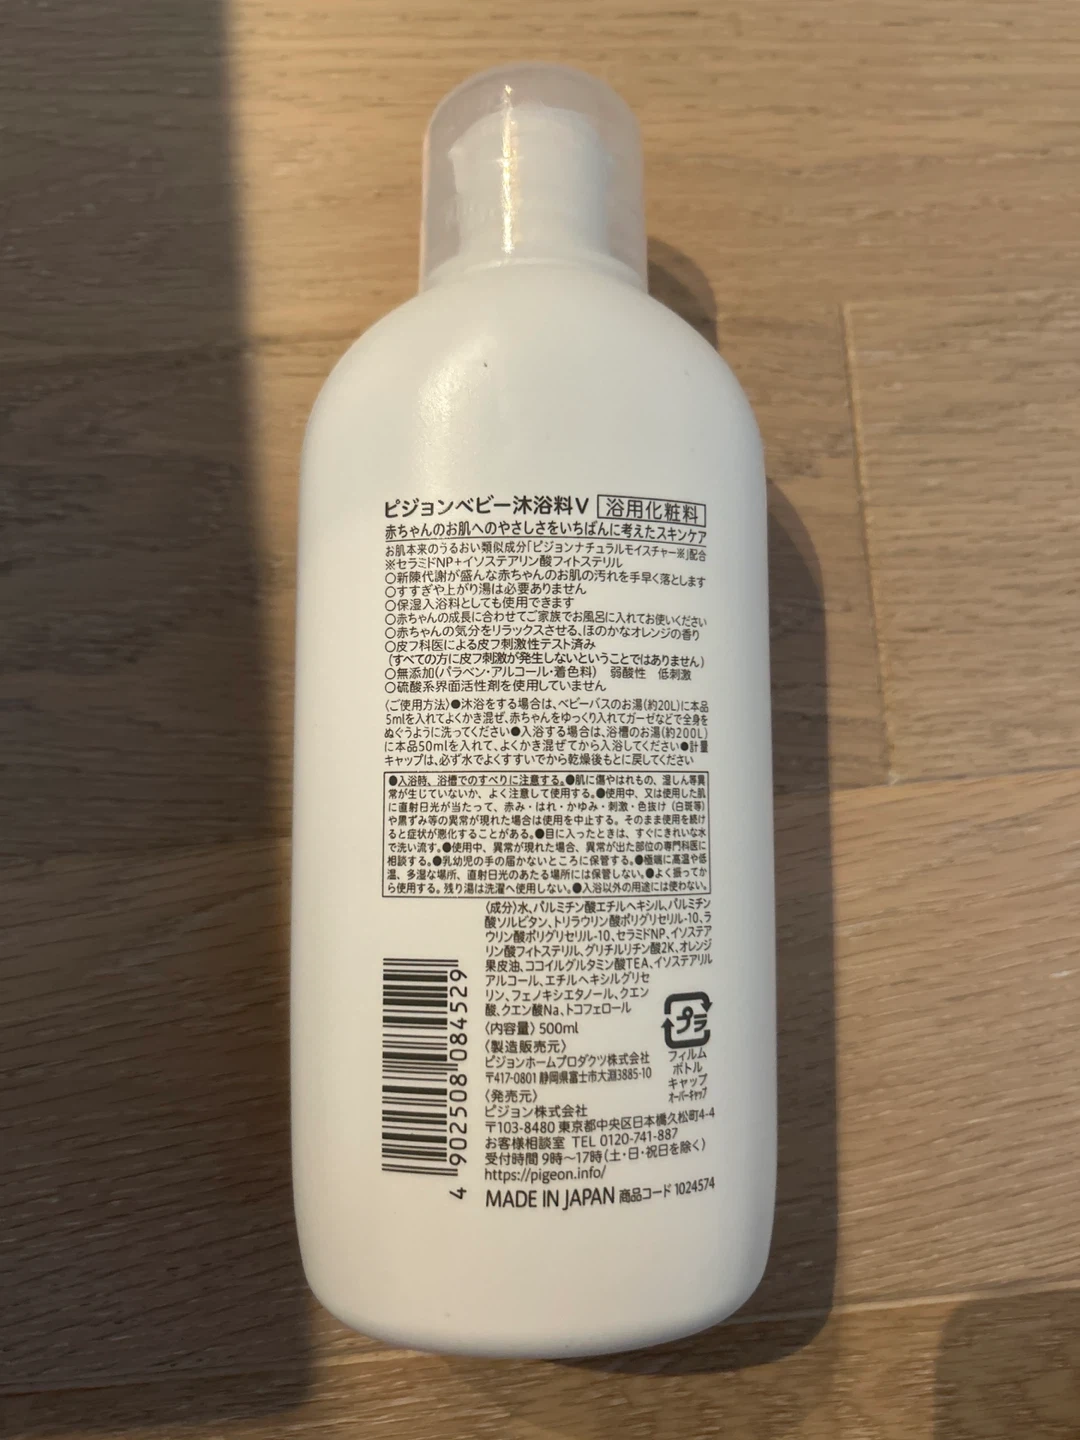 ピジョンベビー沐浴料V 浴用化粧料
赤ちゃんのお肌へのやさしさをいちばんに考えたスキンケア
お肌本来のうるおい類似成分「ピジョンナチュラルモイスチャー※」配合
※セラミドNP+イソステアリン酸フィトステリル
○新陳代謝が盛んな赤ちゃんのお肌の汚れを手早く落とします
○すすぎや上がり湯は必要ありません
○保湿入浴料としても使用できます
○赤ちゃんの成長に合わせてご家族でお風呂に入れてお使いください
○赤ちゃんの気分をリラックスさせる、ほのかなオレンジの香り
○皮フ科医による皮フ刺激性テスト済み
(すべての方に皮フ刺激が発生しないということではありません)
○無添加(パラベン・アルコール・着色料) 弱酸性 低刺激
○硫酸系界面活性剤を使用していません
〈ご使用方法〉●沐浴をする場合は、ベビーバスのお湯(約20L)に本品
5mlを入れてよくかき混ぜ、赤ちゃんをゆっくり入れてガーゼなどで全身を
ぬぐうように洗ってください●入浴する場合は、浴槽のお湯(約200L)
に本品50mlを入れて、よくかき混ぜてから入浴してください●計量
キャップは、必ず水でよくすすいでから乾燥後もとに戻してください
●入浴時、浴槽でのすべりに注意する。●肌に傷やはれもの、湿しん等異
常が生じていないか、よく注意して使用する。●使用中、又は使用した肌
に直射日光が当たって、赤み・はれ・かゆみ・刺激・色抜け(白斑等)
や黒ずみ等の異常が現れた場合は使用を中止する。そのまま使用を続け
ると症状が悪化することがある。●目に入ったときは、すぐにきれいな水
で洗い流す。●使用中、異常が現れた場合、異常が出た部位の専門科医に
相談する。●乳幼児の手の届かないところに保管する。●極端に高温や低
温、多湿な場所、直射日光のあたる場所には保管しない。●よく振ってか
ら使用する。残り湯は洗濯へ使用しない。●入浴以外の用途には使わない。
〈成分〉水、パルミチン酸エチルヘキシル、パルミチン
酸ソルビタン、トリラウリン酸ポリグリセリル-10、ラ
ウリン酸ポリグリセリル-10、セラミドNP、イソステア
リン酸フィトステリル、グリチルリチン酸2K、オレンジ
果皮油、ココイルグルタミン酸TEA、イソステアリル
アルコール、エチルヘキシルグリセ
リン、フェノキシエタノール、クエン
酸、クエン酸Na、トコフェロール
〈内容量〉500ml
〈製造販売元〉
ピジョンホームプロダクツ株式会社
〒417-0801 静岡県富士市大淵3885-10
〈発売元〉
ピジョン株式会社
〒103-8480 東京都中央区日本橋久松町4-4
お客様相談室 TEL 0120-741-887
受付時間 9時～17時(土・日・祝日を除く)
https://pigeon.info/
MADE IN JAPAN 商品コード 1024574
プラ
フィルム
ボトル
キャップ
オーバーキャップ
4 902508 084529